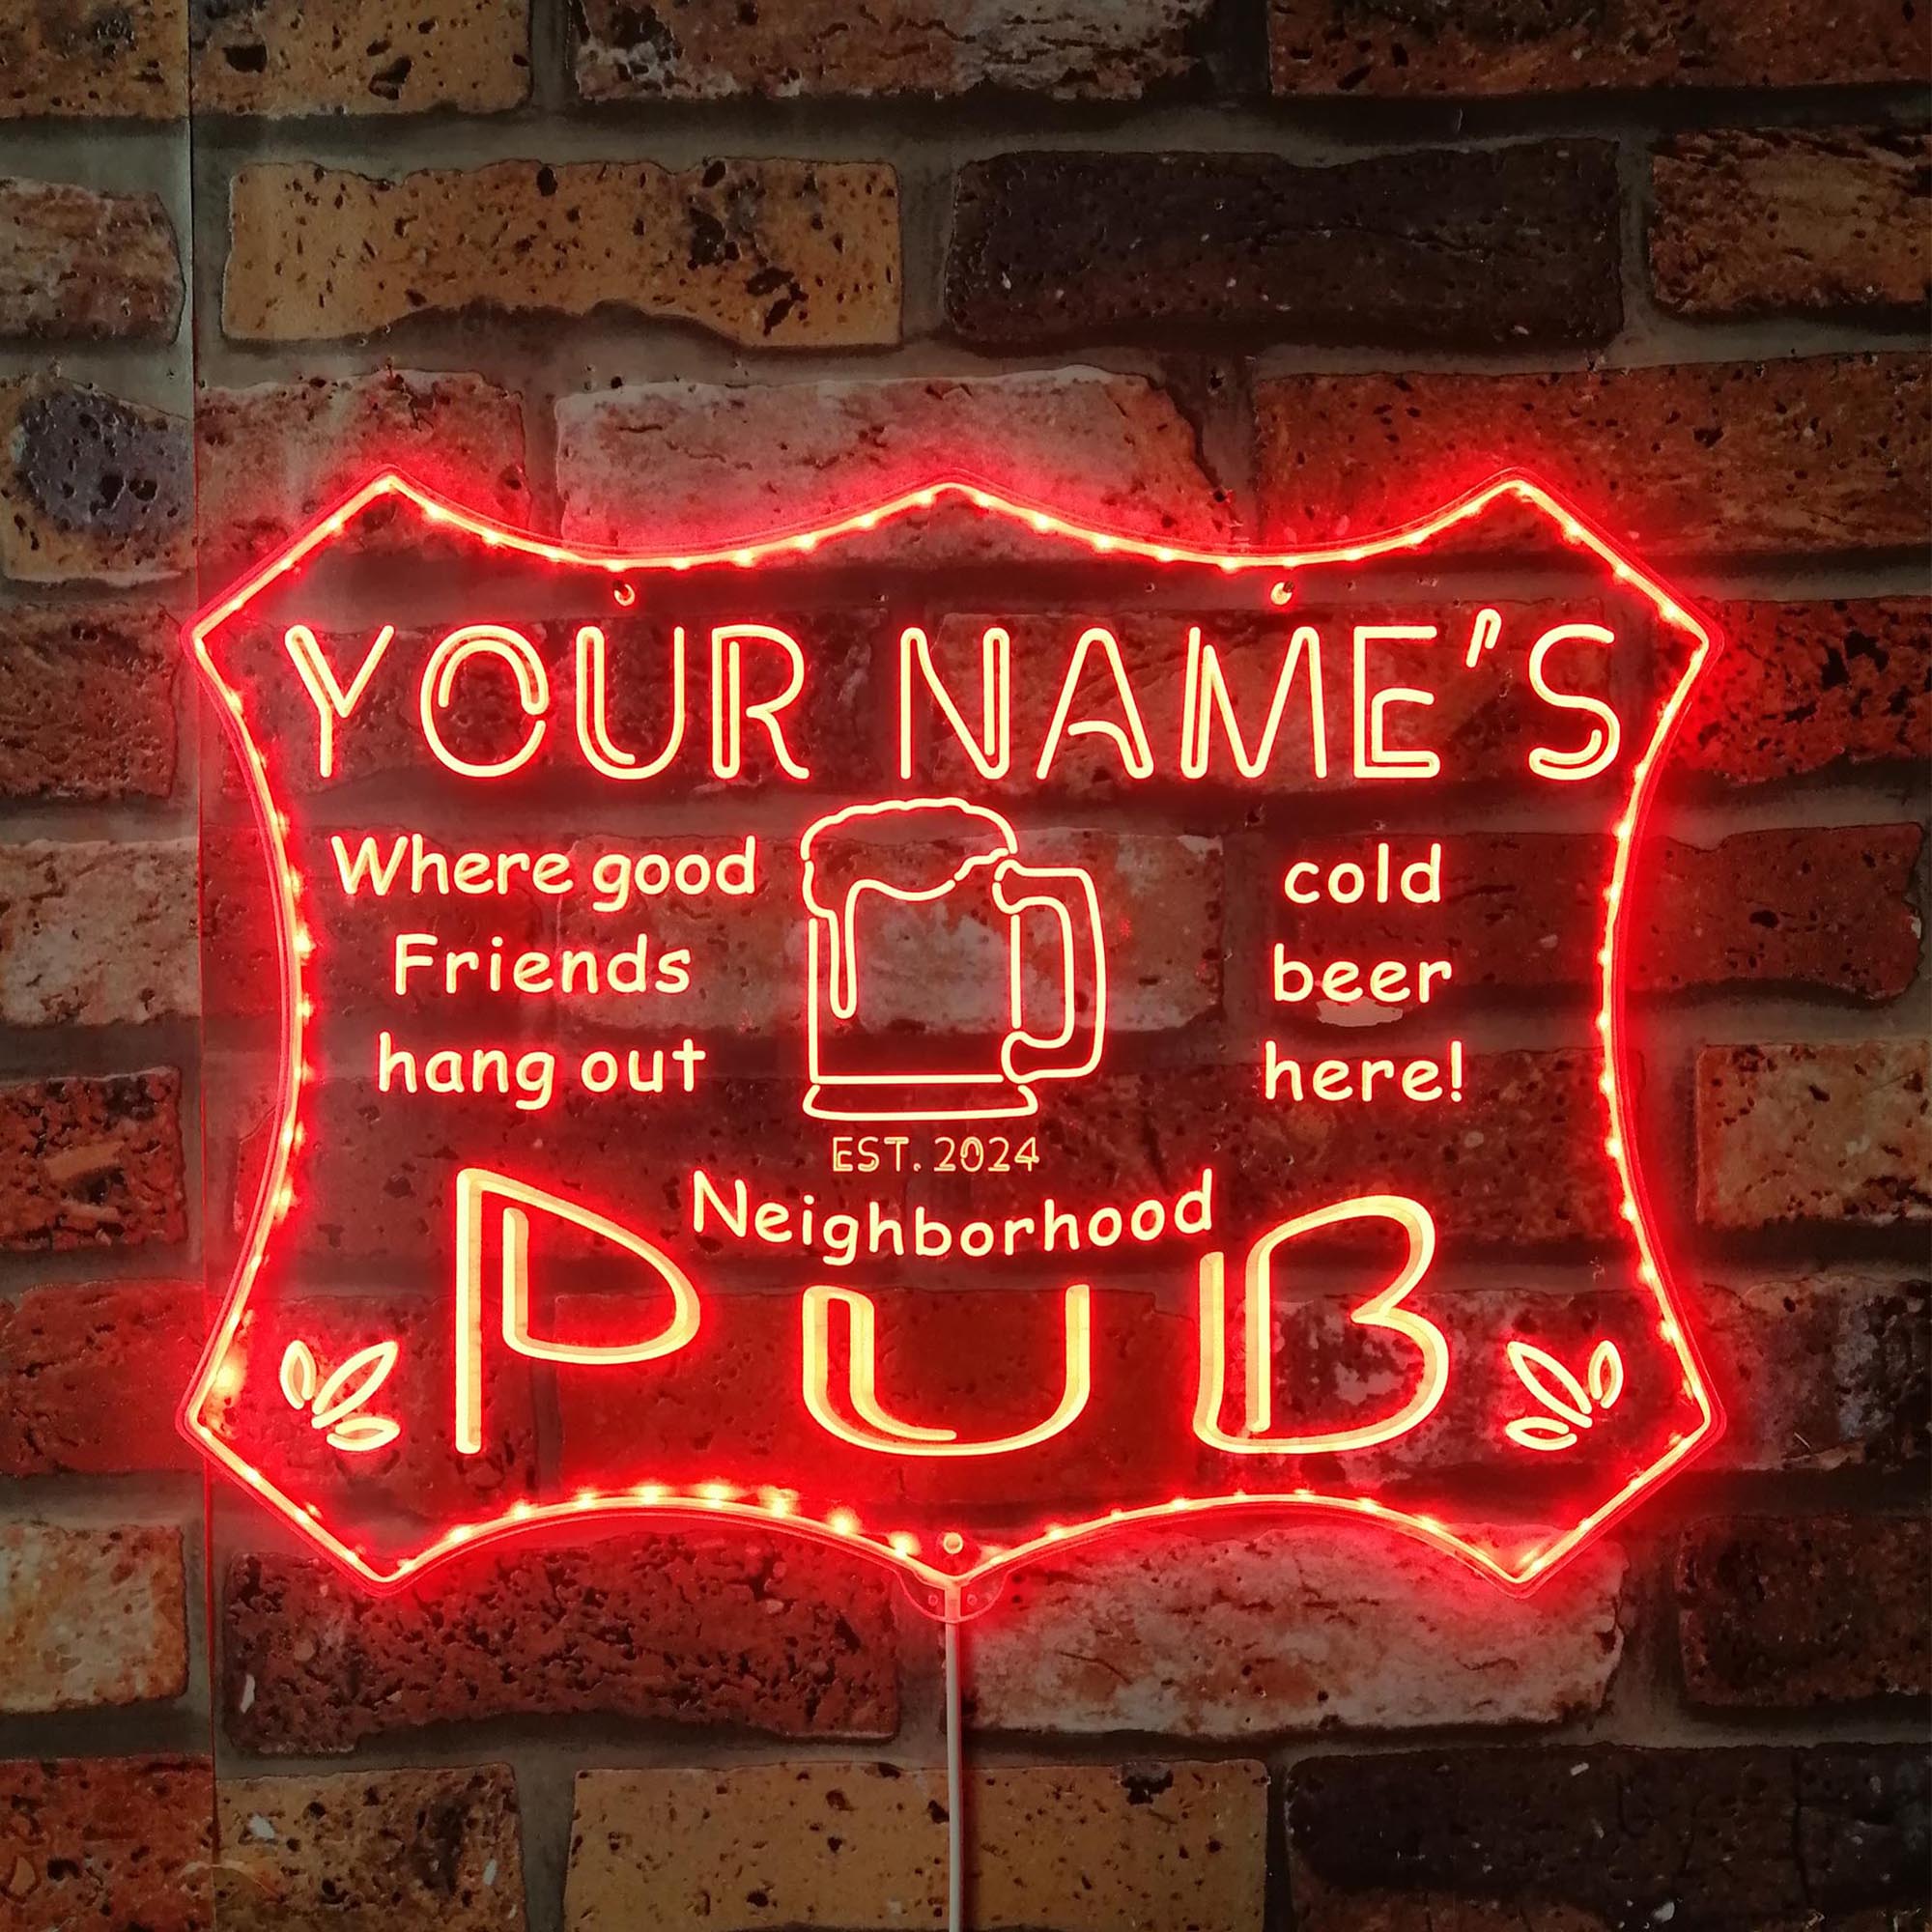 YOUR NAME'S
Where good
Friends
hang out
cold
beer
here!
EST. 2024
Neighborhood
PUB